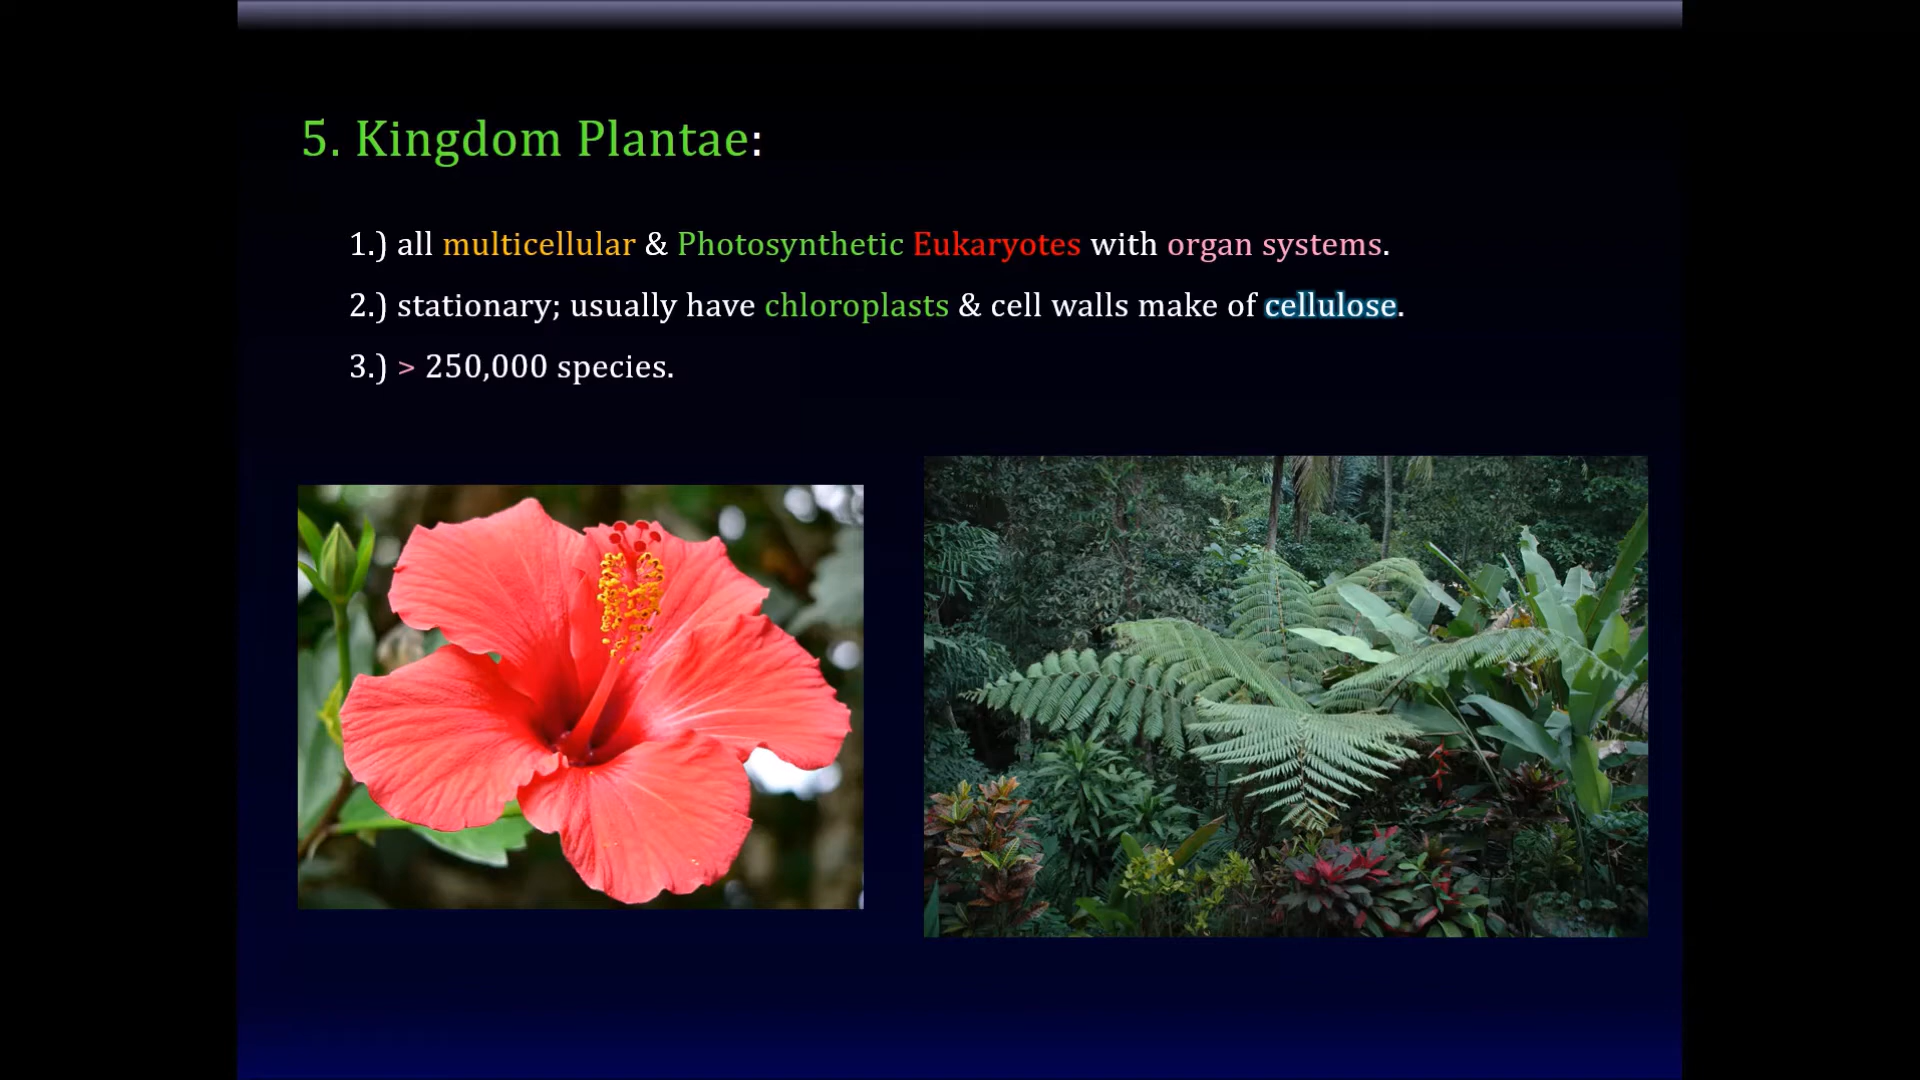 5. Kingdom Plantae:
1.) all multicellular & Photosynthetic Eukaryotes with organ systems.
2.) stationary; usually have chloroplasts & cell walls make of cellulose.
3.) > 250,000 species.